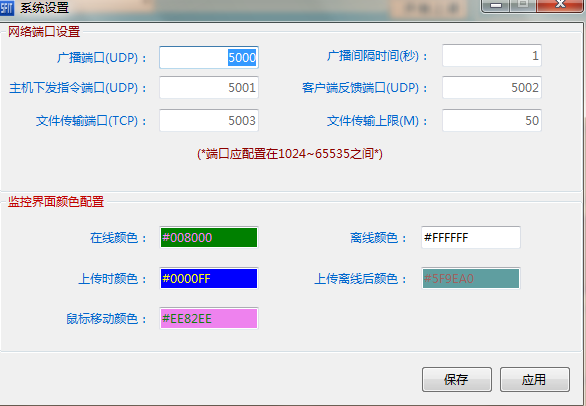 SFIT 系统设置
网络端口设置
广播端口(UDP)： 5000 广播间隔时间(秒)： 1
主机下发指令端口(UDP)： 5001 客户端反馈端口(UDP)： 5002
文件传输端口(TCP)： 5003 文件传输上限(M)： 50
(*端口应配置在1024~65535之间*)
监控界面颜色配置
在线颜色： #008000 离线颜色： #FFFFFF
上传时颜色： #0000FF 上传离线后颜色： #5F9EA0
鼠标移动颜色： #EE82EE
保存 应用